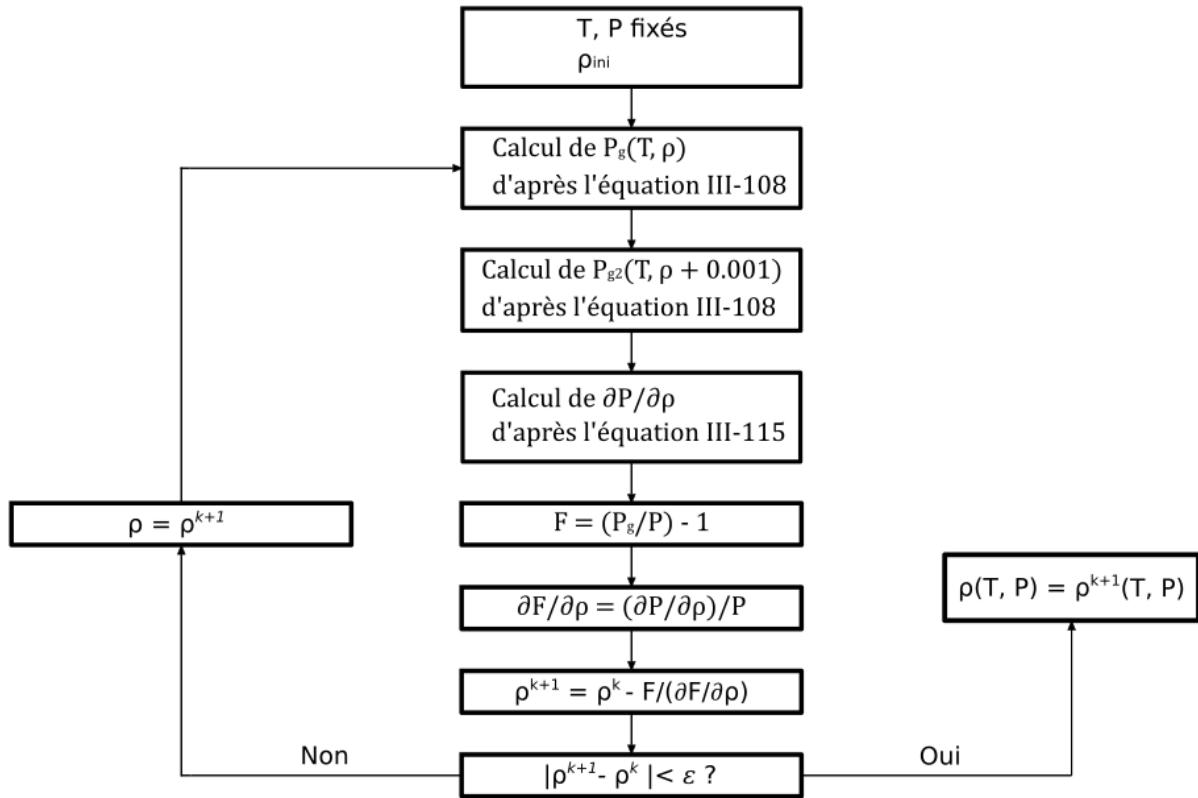 T, P fixés
ρini
Calcul de Pg(T, ρ)
d'après l'équation III-108
Calcul de Pg2(T, ρ + 0.001)
d'après l'équation III-108
Calcul de ∂P/∂ρ
d'après l'équation III-115
F = (Pg/P) - 1
∂F/∂ρ = (∂P/∂ρ)/P
ρᵏ⁺¹ = ρᵏ - F/(∂F/∂ρ)
|ρᵏ⁺¹- ρᵏ |< ε ?
Non
ρ = ρᵏ⁺¹
Oui
ρ(T, P) = ρᵏ⁺¹(T, P)